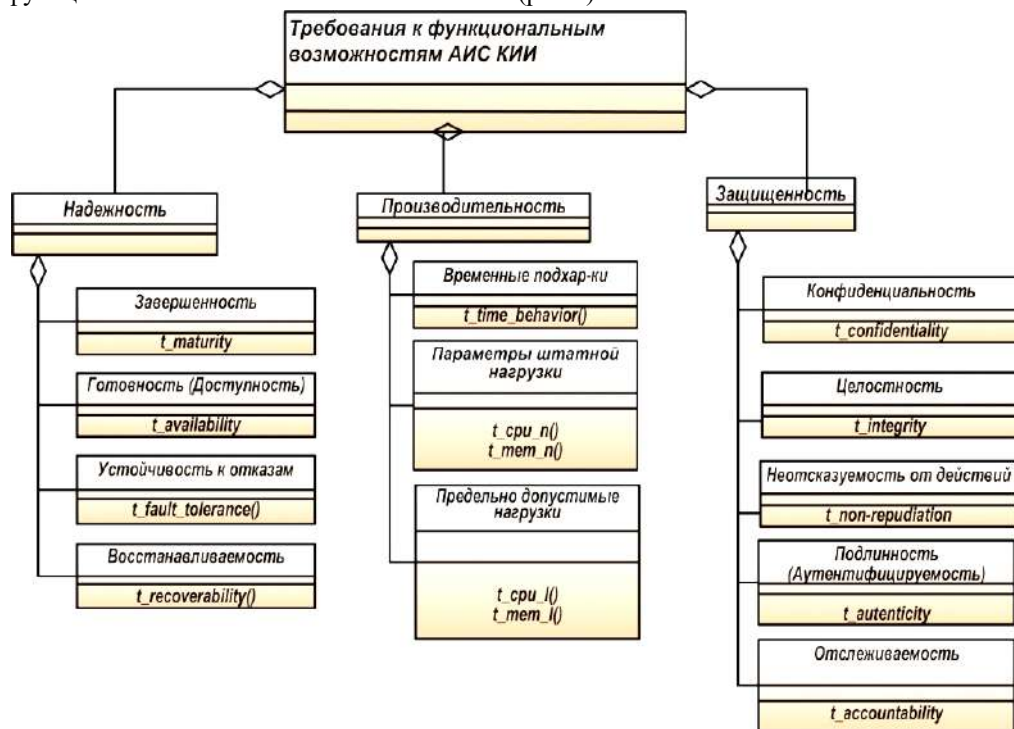 Требования к функциональным
возможностям АИС КИИ
Надежность
Завершенность
t_maturity
Готовность (Доступность)
t_availability
Устойчивость к отказам
t_fault_tolerance()
Восстанавливаемость
t_recoverability()
Производительность
Временные подхар-ки
t_time_behavior()
Параметры штатной
нагрузки
t_cpu_n()
t_mem_n()
Предельно допустимые
нагрузки
t_cpu_l()
t_mem_l()
Защищенность
Конфиденциальность
t_confidentiality
Целостность
t_integrity
Неотсказуемость от действий
t_non-repudiation
Подлинность
(Аутентифицируемость)
t_autenticity
Отслеживаемость
t_accountability